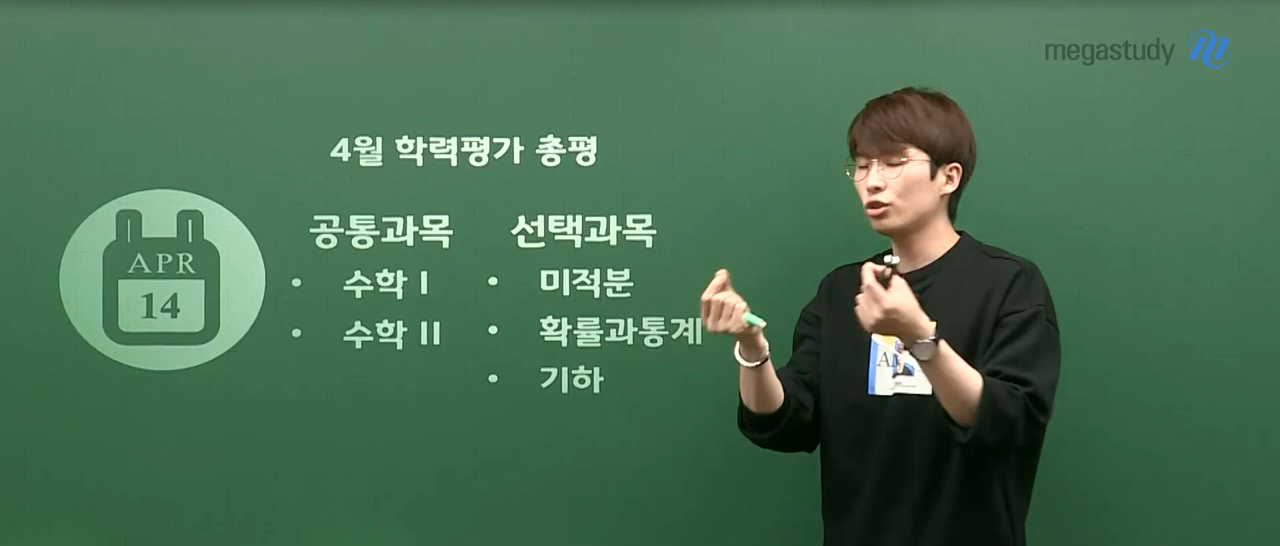 megastudy
4월 학력평가 총평
공통과목
수학 I
수학 II
선택과목
미적분
확률과통계
기하
APR
14